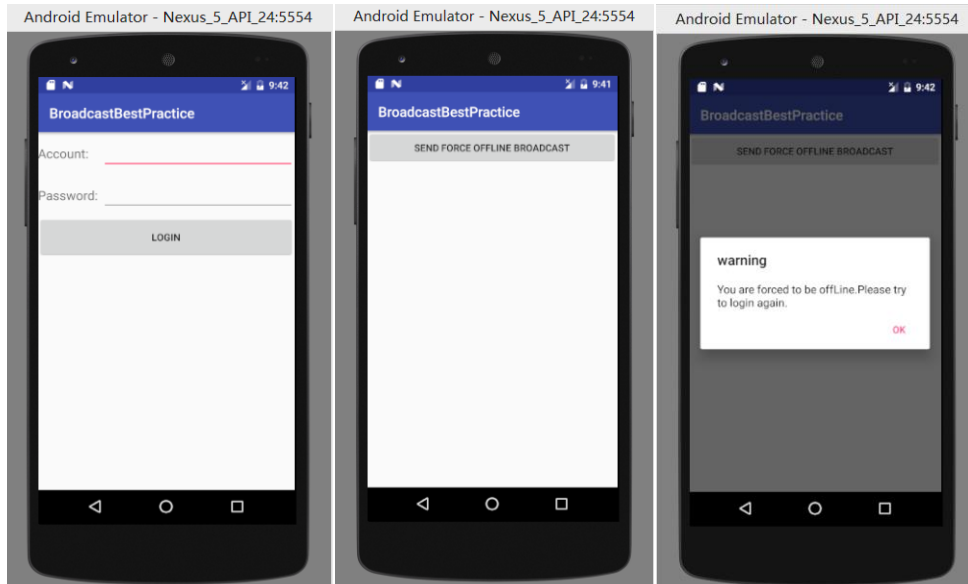 Android Emulator - Nexus_5_API_24:5554
9:42
BroadcastBestPractice
Account:
Password:
LOGIN
Android Emulator - Nexus_5_API_24:5554
9:41
BroadcastBestPractice
SEND FORCE OFFLINE BROADCAST
Android Emulator - Nexus_5_API_24:5554
9:42
BroadcastBestPractice
SEND FORCE OFFLINE BROADCAST
warning
You are forced to be offLine.Please try
to login again.
OK